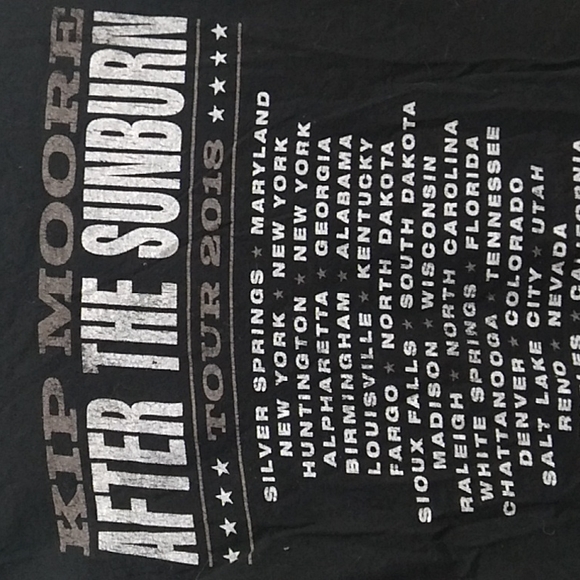 KIP MOORE
AFTER THE SUNBURN
★★★★ TOUR 2018 ★★★★
SILVER SPRINGS ★ MARYLAND
NEW YORK ★ NEW YORK
HUNTINGTON ★ NEW YORK
ALPHARETTA ★ GEORGIA
BIRMINGHAM ★ ALABAMA
LOUISVILLE ★ KENTUCKY
FARGO ★ NORTH DAKOTA
SIOUX FALLS ★ SOUTH DAKOTA
MADISON ★ WISCONSIN
RALEIGH ★ NORTH CAROLINA
WHITE SPRINGS ★ FLORIDA
CHATTANOOGA ★ TENNESSEE
DENVER ★ COLORADO
SALT LAKE CITY ★ UTAH
RENO ★ NEVADA